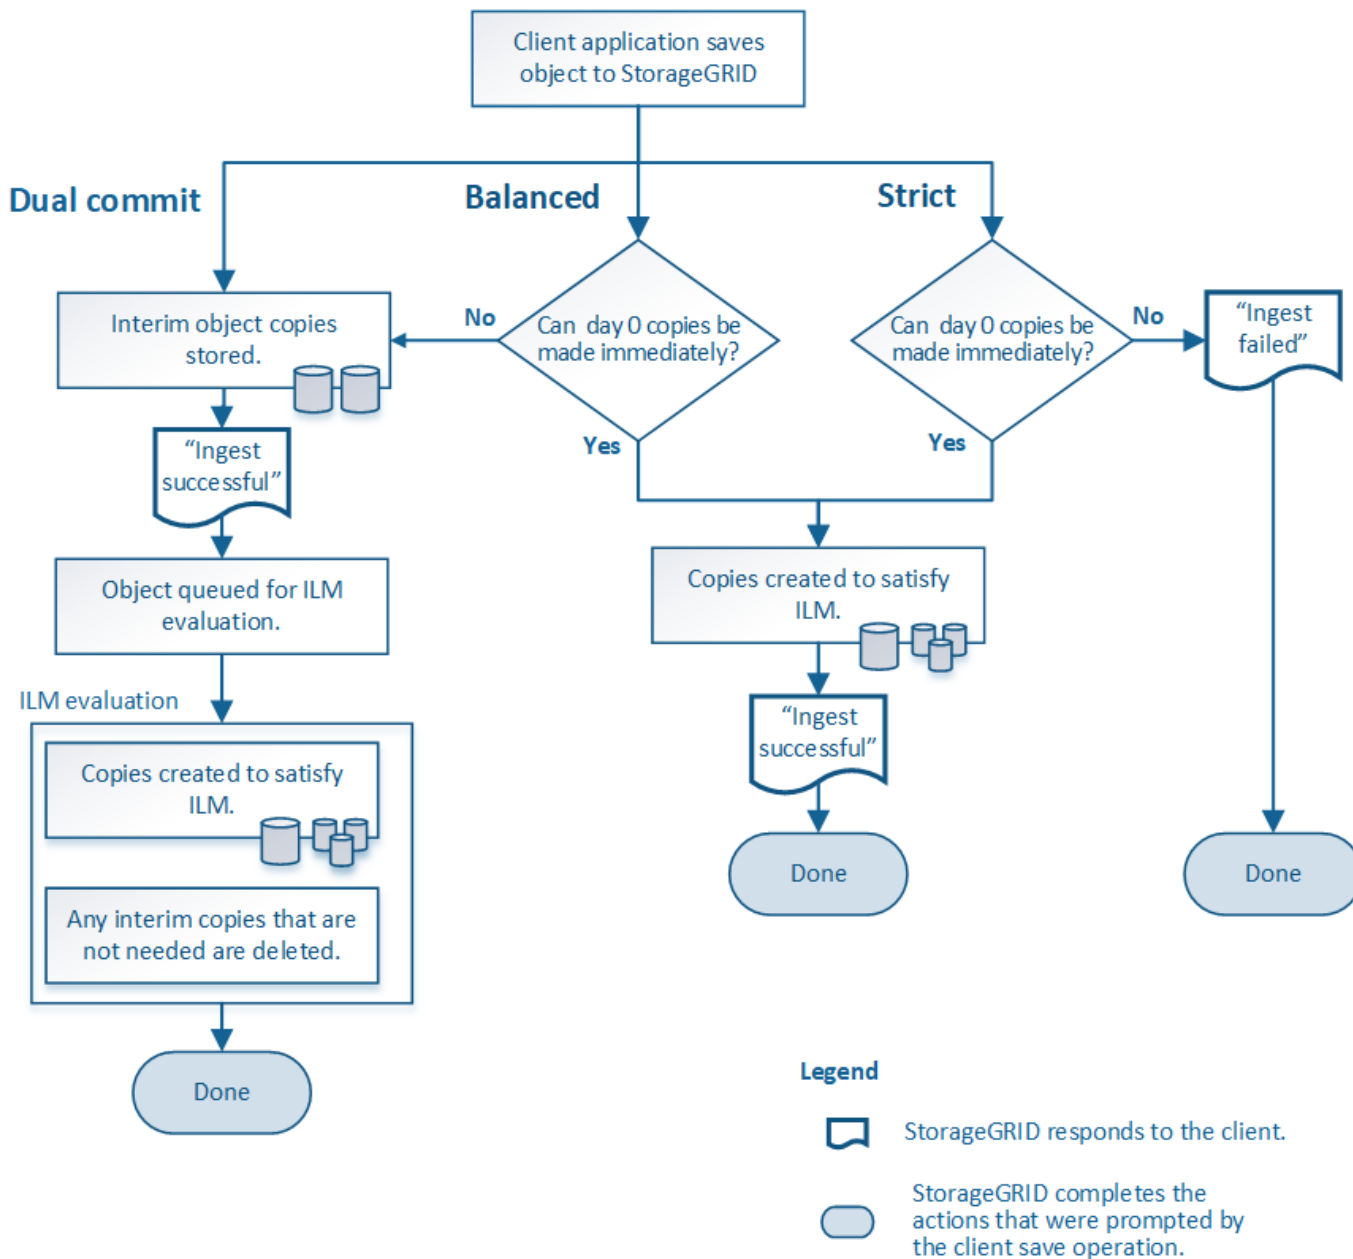 Client application saves
object to StorageGRID
Dual commit
Balanced
Strict
Interim object copies
stored.
No
Can day 0 copies be
made immediately?
Can day 0 copies be
made immediately?
No
“Ingest
failed”
Yes
Yes
“Ingest
successful”
Object queued for ILM
evaluation.
Copies created to satisfy
ILM.
ILM evaluation
“Ingest
successful”
Copies created to satisfy
ILM.
Any interim copies that are
not needed are deleted.
Done
Done
Done
Legend
StorageGRID responds to the client.
StorageGRID completes the
actions that were prompted by
the client save operation.